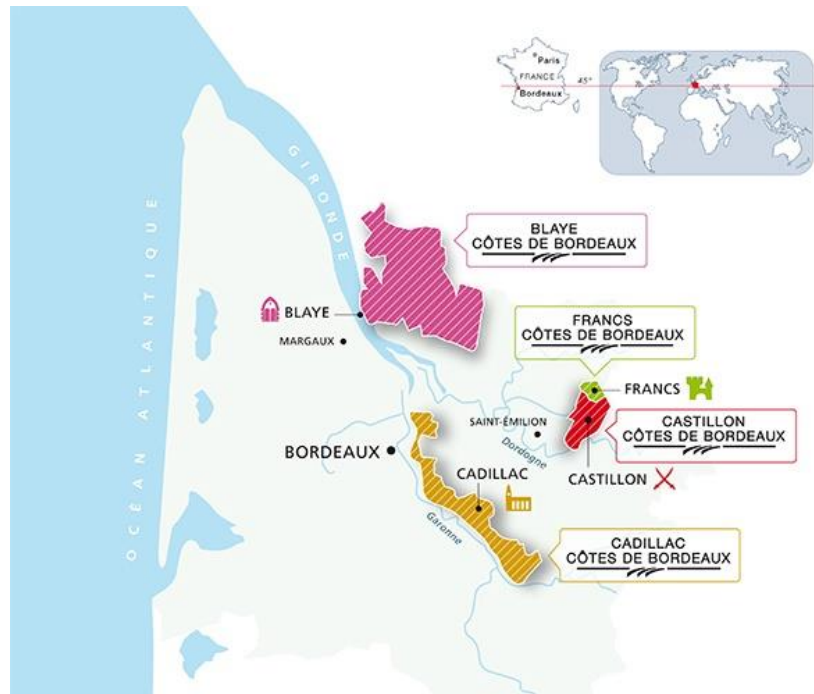 Paris
FRANCE
45°
Bordeaux
OCÉAN ATLANTIQUE
GIRONDE
BLAYE
CÔTES DE BORDEAUX
BLAYE
MARGAUX
FRANCS
CÔTES DE BORDEAUX
FRANCS
SAINT-ÉMILION
Dordogne
CASTILLON
CÔTES DE BORDEAUX
BORDEAUX
CADILLAC
CASTILLON
Garonne
CADILLAC
CÔTES DE BORDEAUX